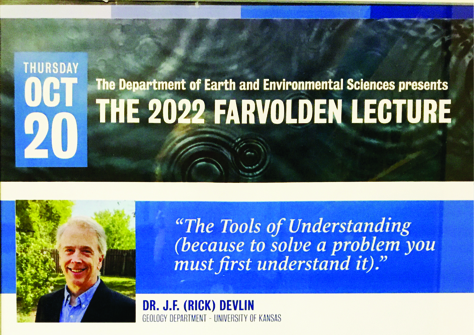 THURSDAY
OCT
20
The Department of Earth and Environmental Sciences presents
THE 2022 FARVOLDEN LECTURE
“The Tools of Understanding
(because to solve a problem you
must first understand it).”
DR. J.F. (RICK) DEVLIN
GEOLOGY DEPARTMENT - UNIVERSITY OF KANSAS